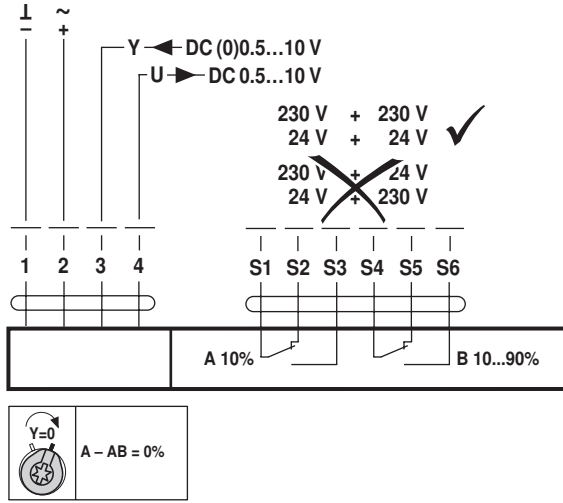 ⊥ ~
− +
Y DC (0)0.5…10 V
U DC 0.5…10 V
230 V + 230 V
24 V + 24 V
230 V + 24 V
24 V + 230 V
1 2 3 4 S1 S2 S3 S4 S5 S6
A 10% B 10...90%
Y=0
A – AB = 0%